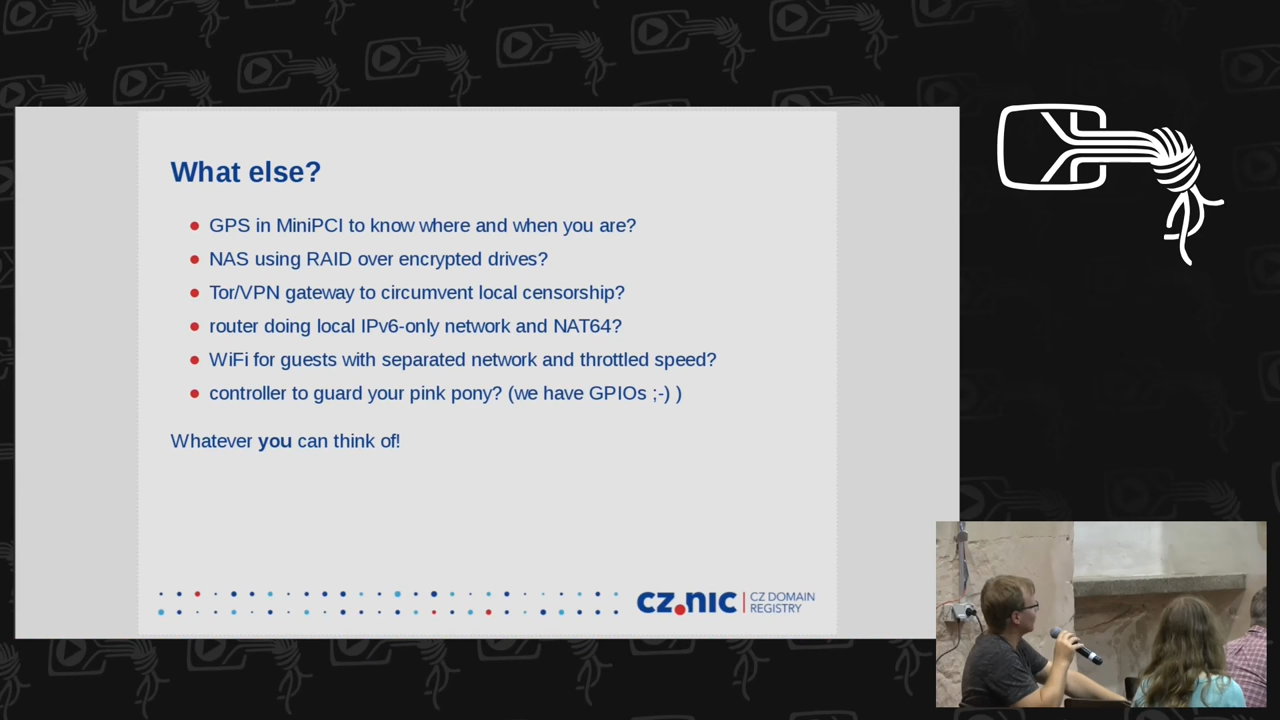 What else?
GPS in MiniPCI to know where and when you are?
NAS using RAID over encrypted drives?
Tor/VPN gateway to circumvent local censorship?
router doing local IPv6-only network and NAT64?
WiFi for guests with separated network and throttled speed?
controller to guard your pink pony? (we have GPIOs ;-) )
Whatever you can think of!
cz.nic
CZ DOMAIN
REGISTRY